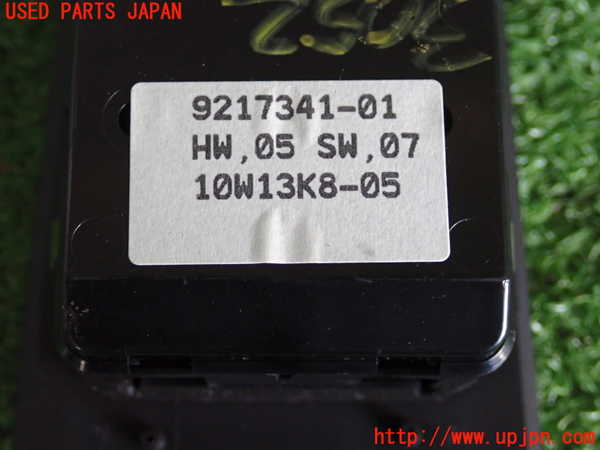 USED PARTS JAPAN
9217341-01
HW,05 SW,07
10W13K8-05
http://www.upjpn.com/